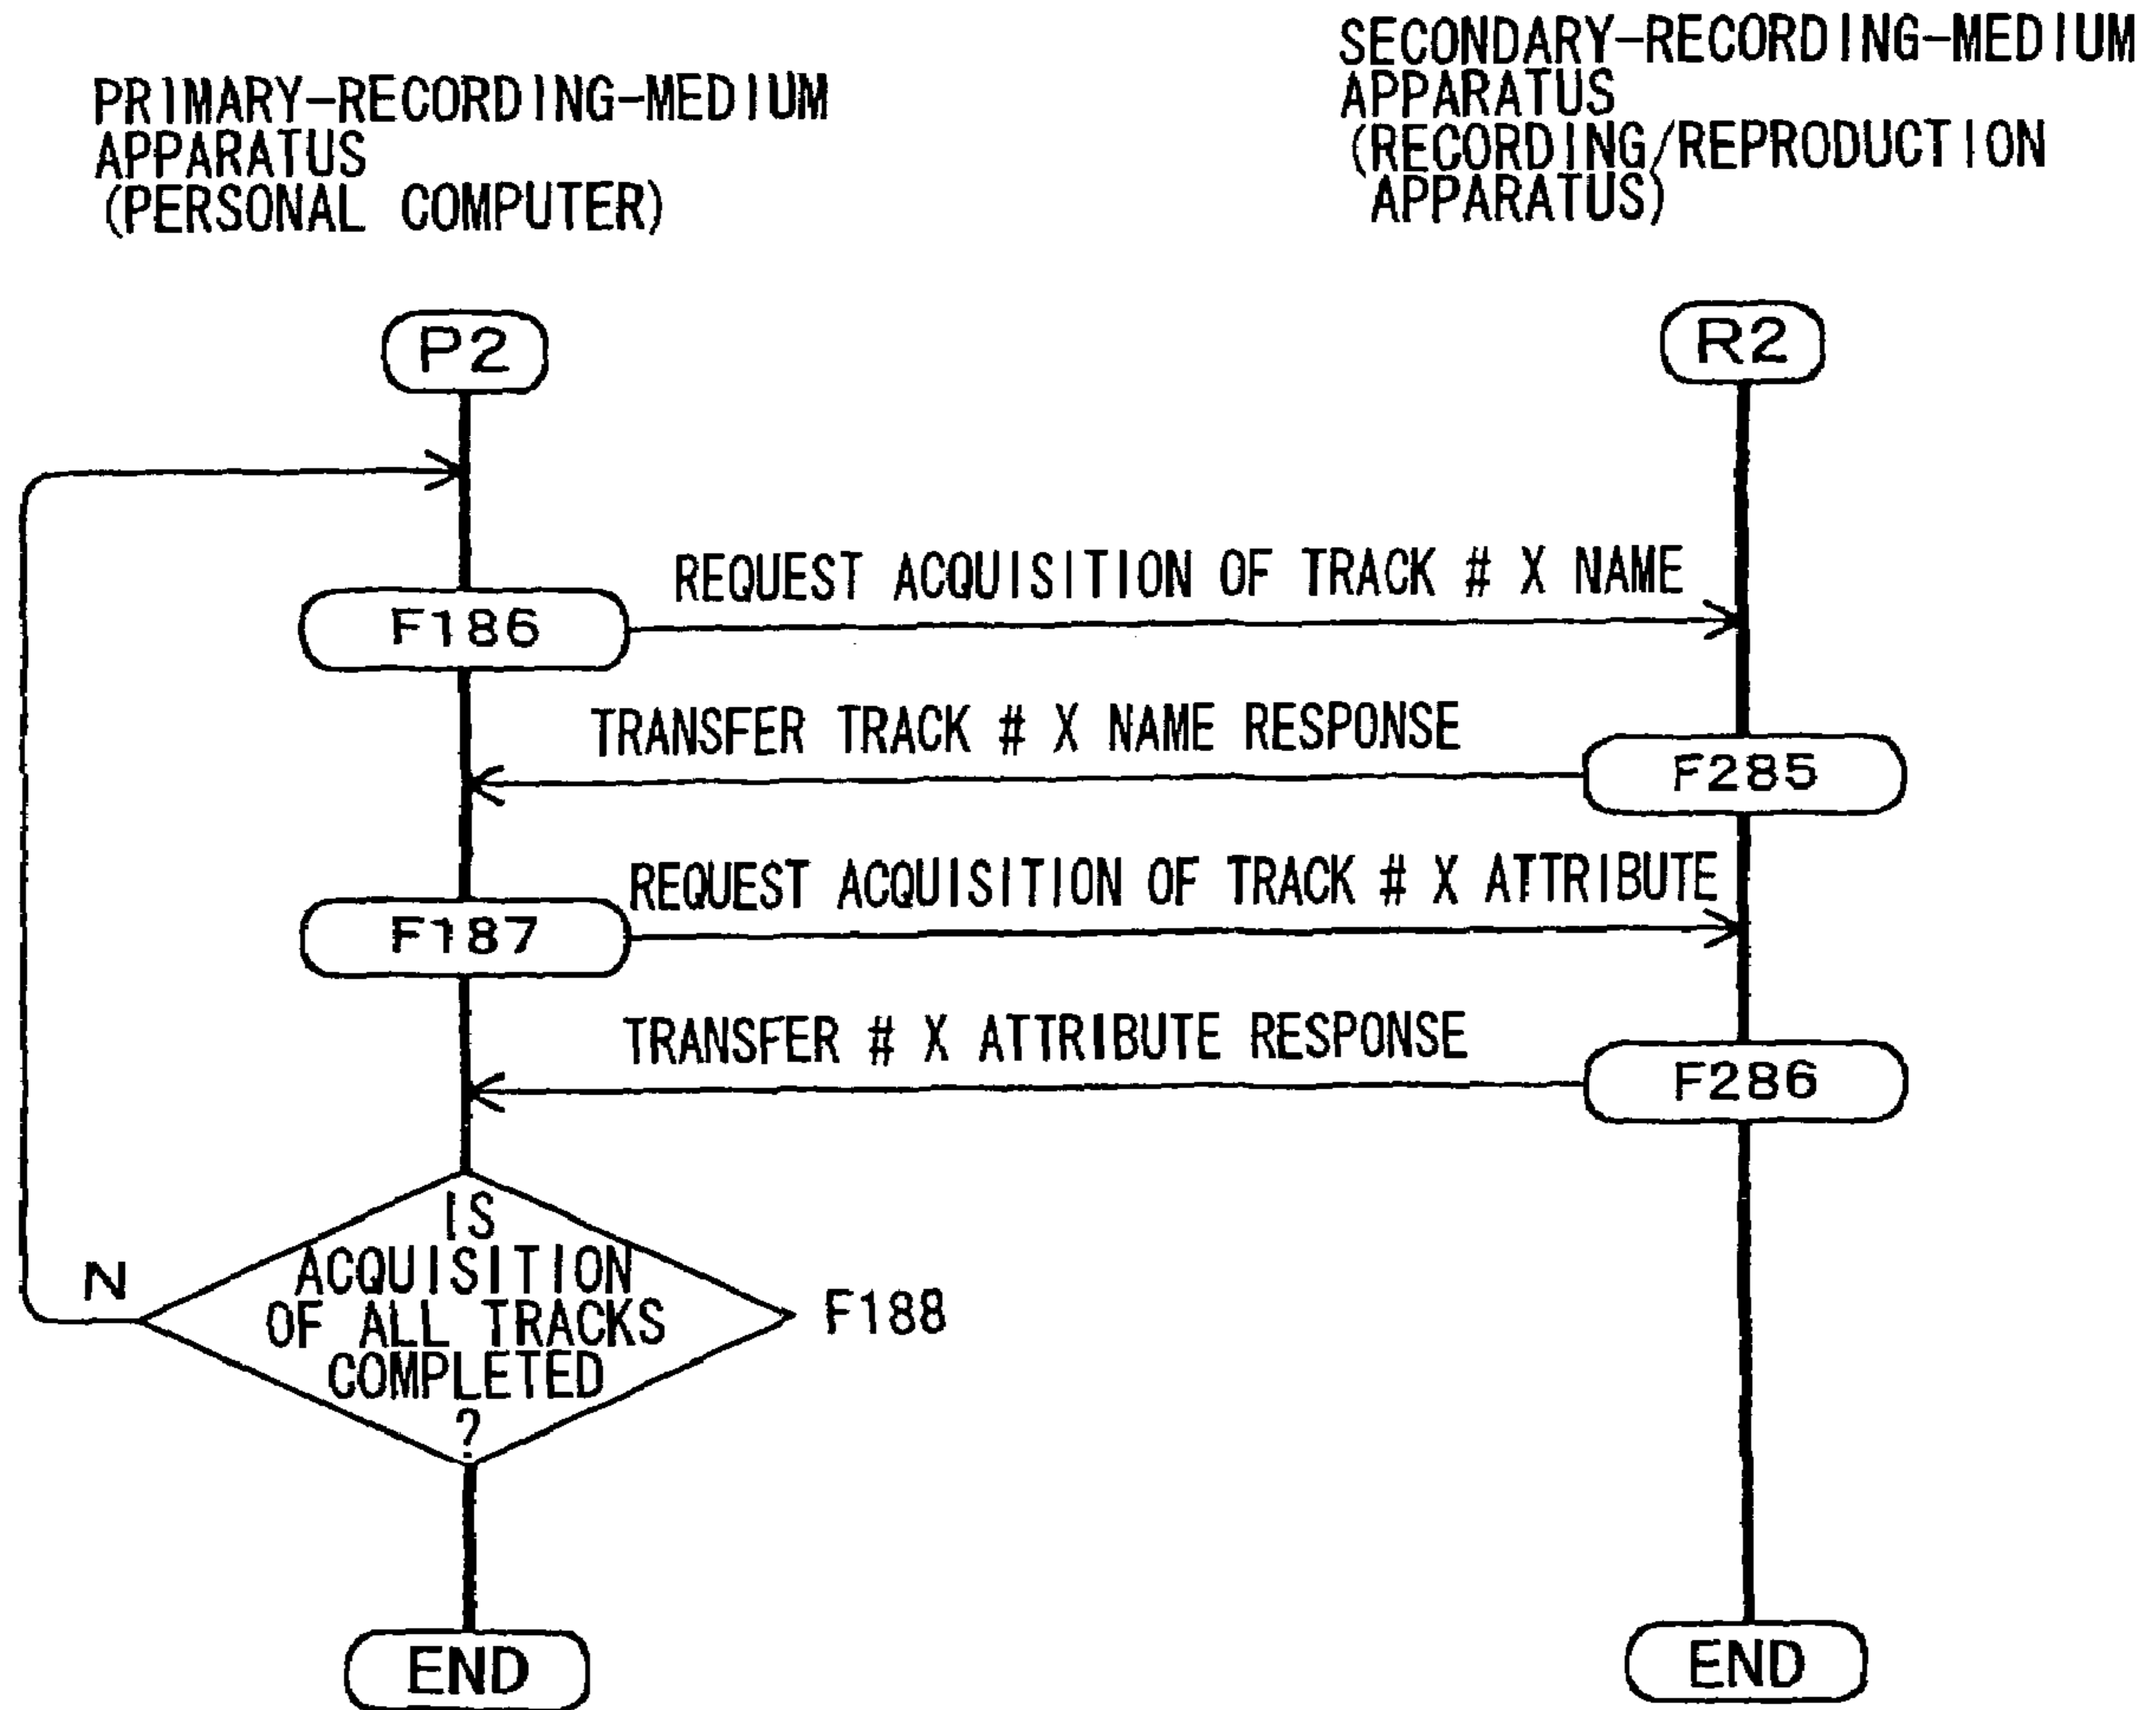 PRIMARY-RECORDING-MEDIUM
APPARATUS
(PERSONAL COMPUTER)
SECONDARY-RECORDING-MEDIUM
APPARATUS
(RECORDING/REPRODUCTION
APPARATUS)
P2
R2
REQUEST ACQUISITION OF TRACK # X NAME
F186
TRANSFER TRACK # X NAME RESPONSE
F285
REQUEST ACQUISITION OF TRACK # X ATTRIBUTE
F187
TRANSFER # X ATTRIBUTE RESPONSE
F286
IS
ACQUISITION
OF ALL TRACKS
COMPLETED
?
N
F188
END
END